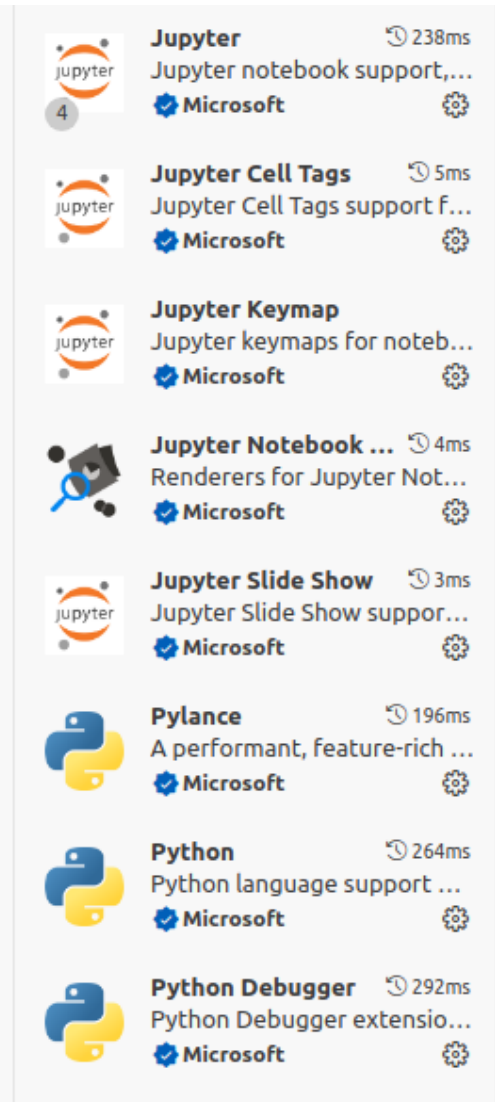 Jupyter 238ms
Jupyter notebook support,...
Microsoft
jupyter
4
Jupyter Cell Tags 5ms
Jupyter Cell Tags support f...
Microsoft
jupyter
Jupyter Keymap
Jupyter keymaps for noteb...
Microsoft
jupyter
Jupyter Notebook ... 4ms
Renderers for Jupyter Not...
Microsoft
Jupyter Slide Show 3ms
Jupyter Slide Show suppor...
Microsoft
jupyter
Pylance 196ms
A performant, feature-rich ...
Microsoft
Python 264ms
Python language support ...
Microsoft
Python Debugger 292ms
Python Debugger extensio...
Microsoft